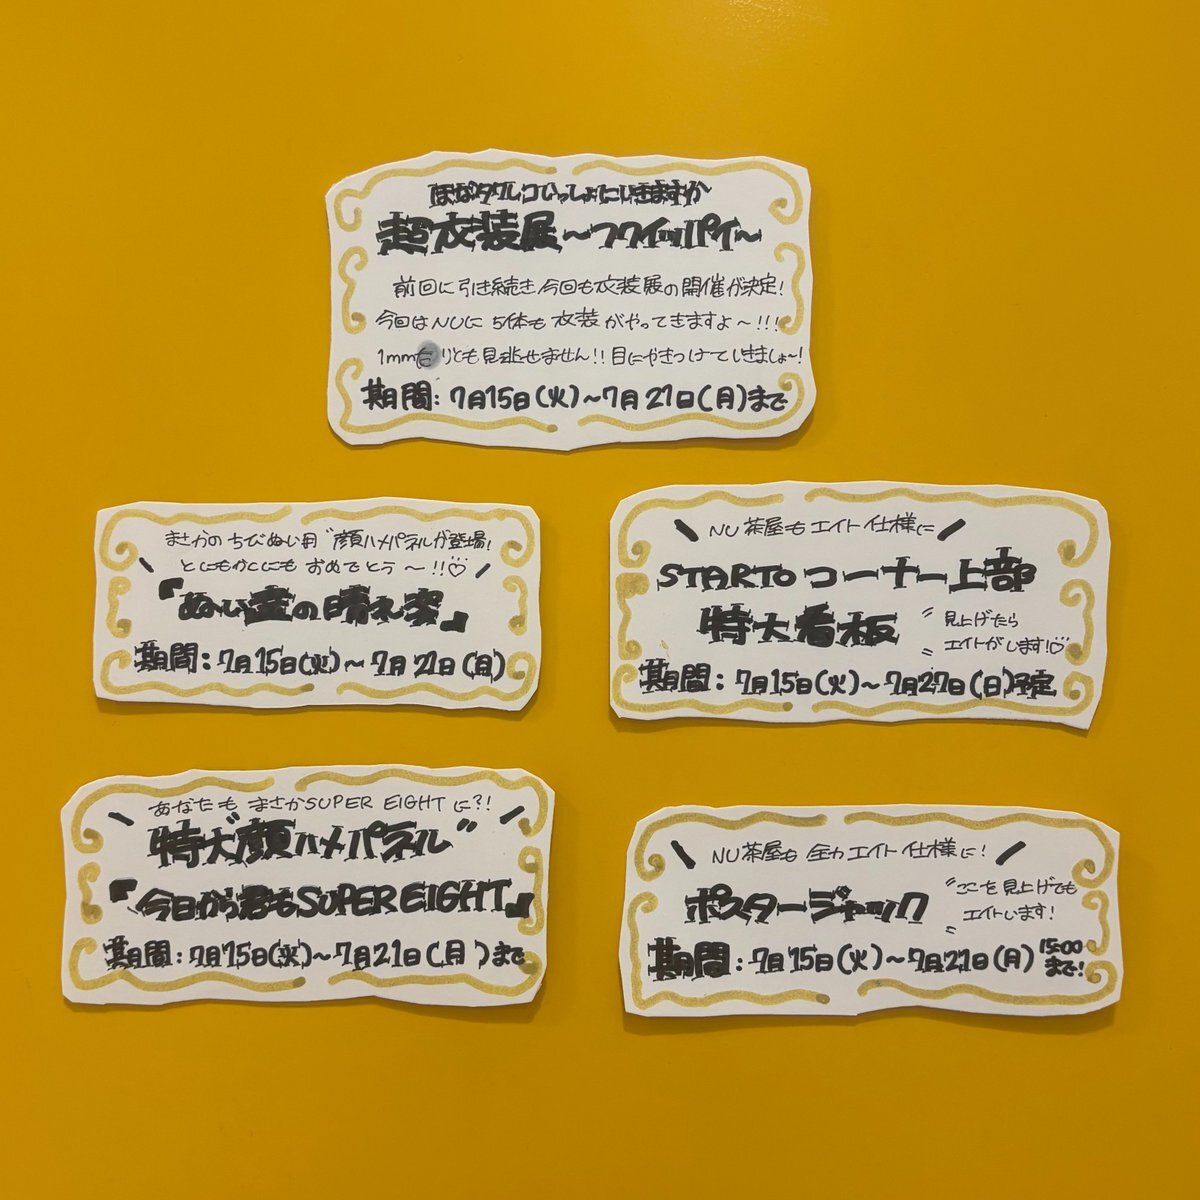 ほなタワレコいっしょにいきますか
超衣装展〜フクイッパイ〜
前回に引き続き、今回も衣装展の開催が決定!
今回はNUに5体も衣装がやってきますよ〜!!!
1mmたりとも見逃せません!!目にやきつけていきましょ〜!
期間:7月15日(火)〜7月21日(月)まで
まさかのちびぬい用"顔ハメパネルが登場!
とにもかくにも おめでとう〜!!♡
『ぬい達の晴れ姿』
期間:7月15日(火)〜7月21日(月)
NU茶屋もエイト仕様に
STARTOコーナー上部
特大看板
"見上げたら
エイトがします!♡"
期間:7月15日(火)〜7月27日(日)予定
あなたも まさかSUPER EIGHTに?!
特大"顔ハメパネル"
『今日から君もSUPER EIGHT』
期間:7月15日(火)〜7月21日(月)まで
NU茶屋も全力エイト仕様に!
ポスタージャック
"ここを見上げても
エイトいます!"
期間:7月15日(火)〜7月21日(月)15:00まで!